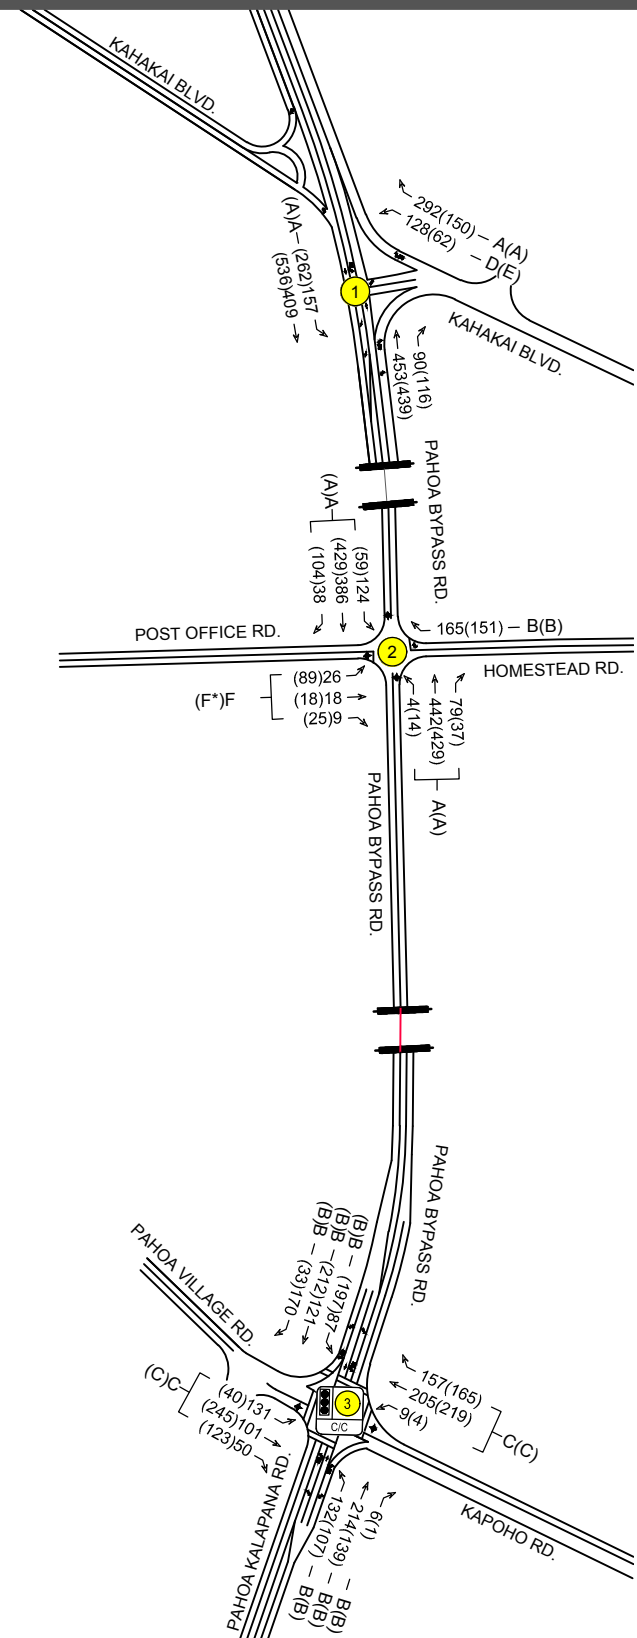 KAHAKAI BLVD.
292(150) – A(A)
128(62) – D(E)
(A)A – (262)157
(536)409
1
KAHAKAI BLVD.
90(116)
453(439)
PAHOA BYPASS RD.
(A)A
(59)124
(429)386
(104)38
165(151) – B(B)
POST OFFICE RD.
2
HOMESTEAD RD.
(F*)F
(89)26
(18)18
(25)9
79(37)
442(429)
4(14)
A(A)
PAHOA BYPASS RD.
PAHOA BYPASS RD.
PAHOA VILLAGE RD.
(B)B – (197)87
(B)B – (212)121
(B)B – (33)170
157(165)
205(219)
9(4)
C(C)
(C)C
(40)131
(245)101
(123)50
3
C/C
PAHOA KALAPANA RD.
KAPOHO RD.
6(1) – B(B)
214(139) – B(B)
132(107) – B(B)